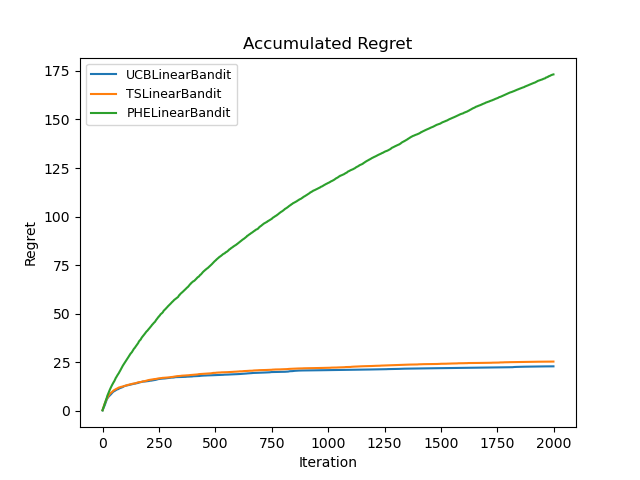 Accumulated Regret
UCBLinearBandit
TSLinearBandit
PHELinearBandit
Regret
175
150
125
100
75
50
25
0
0 250 500 750 1000 1250 1500 1750 2000
Iteration